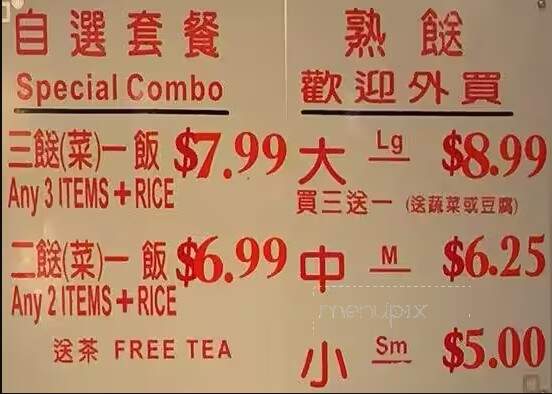 自選套餐
Special Combo
三餸(菜)一飯 $7.99
Any 3 ITEMS + RICE
二餸(菜)一飯 $6.99
Any 2 ITEMS + RICE
送茶 FREE TEA
熟餸
歡迎外買
大 Lg $8.99
買三送一 (送蔬菜或豆腐)
中 M $6.25
menupix
小 Sm $5.00